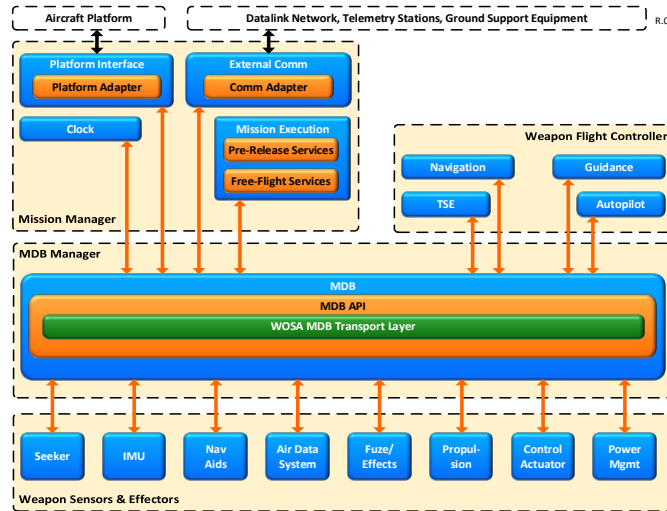 Aircraft Platform
Datalink Network, Telemetry Stations, Ground Support Equipment
Platform Interface
Platform Adapter
External Comm
Comm Adapter
Clock
Mission Execution
Pre-Release Services
Free-Flight Services
Mission Manager
Weapon Flight Controller
Navigation
Guidance
TSE
Autopilot
MDB Manager
MDB
MDB API
WOSA MDB Transport Layer
Seeker
IMU
Nav
Aids
Air Data
System
Fuze/
Effects
Propul-
sion
Control
Actuator
Power
Mgmt
Weapon Sensors & Effectors